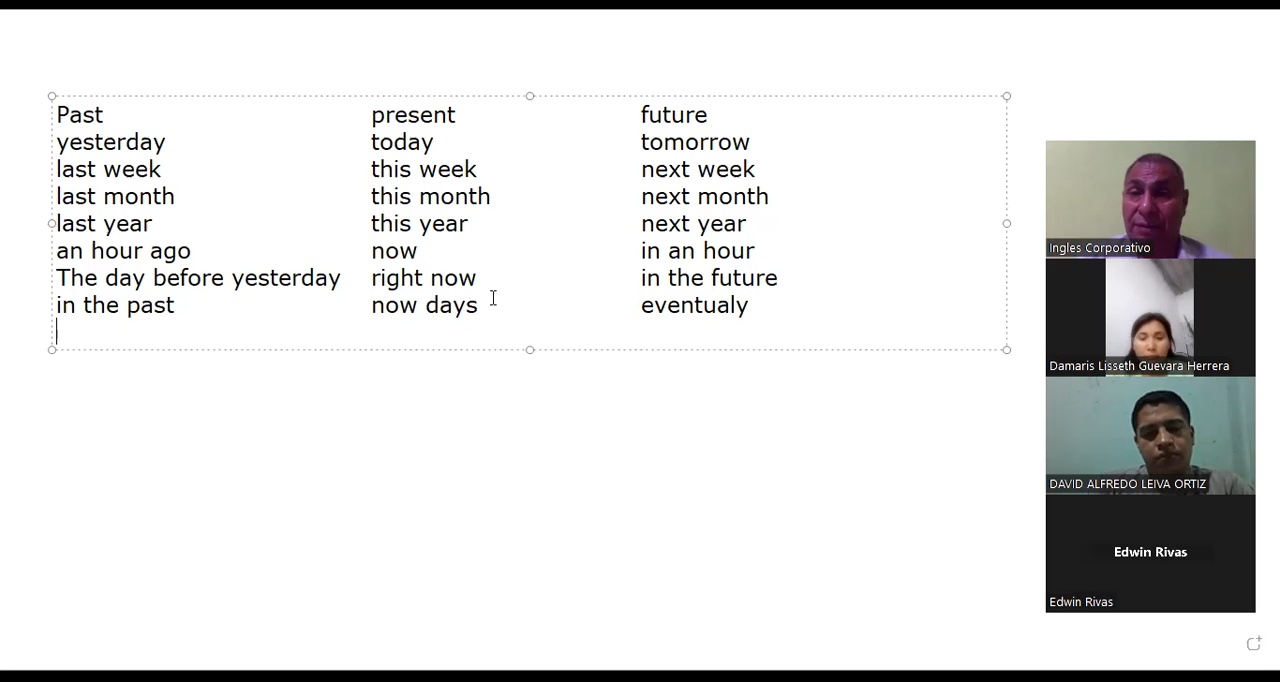 Past present future
yesterday today tomorrow
last week this week next week
last month this month next month
last year this year next year
an hour ago now in an hour
The day before yesterday right now in the future
in the past now days eventualy
Ingles Corporativo
Damaris Lisseth Guevara Herrera
DAVID ALFREDO LEIVA ORTIZ
Edwin Rivas
Edwin Rivas